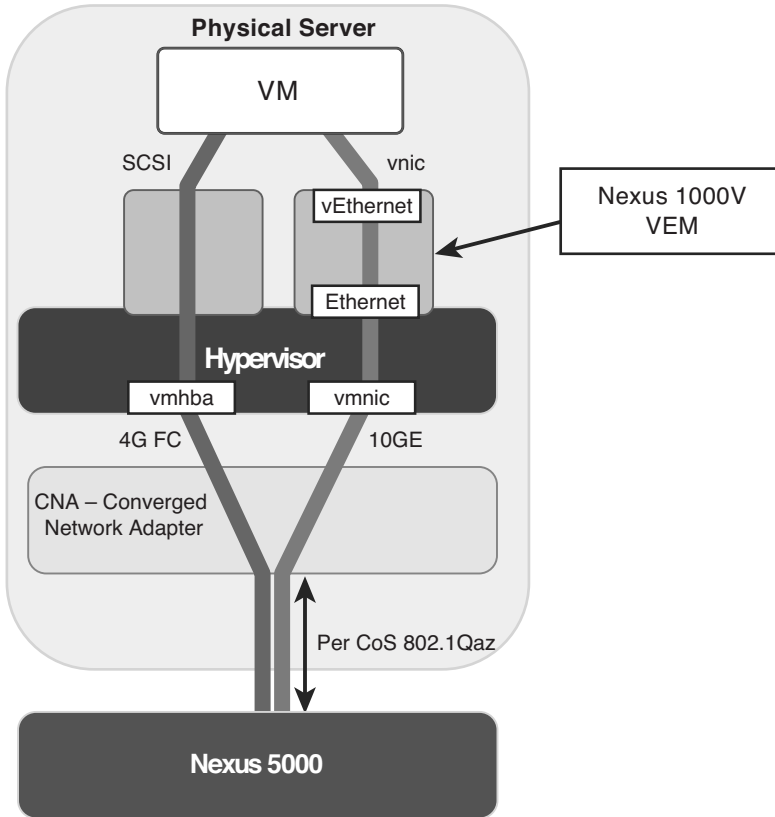 Physical Server
VM
SCSI
vnic
vEthernet
Nexus 1000V
VEM
Ethernet
Hypervisor
vmhba
vmnic
4G FC
10GE
CNA – Converged
Network Adapter
Per CoS 802.1Qaz
Nexus 5000